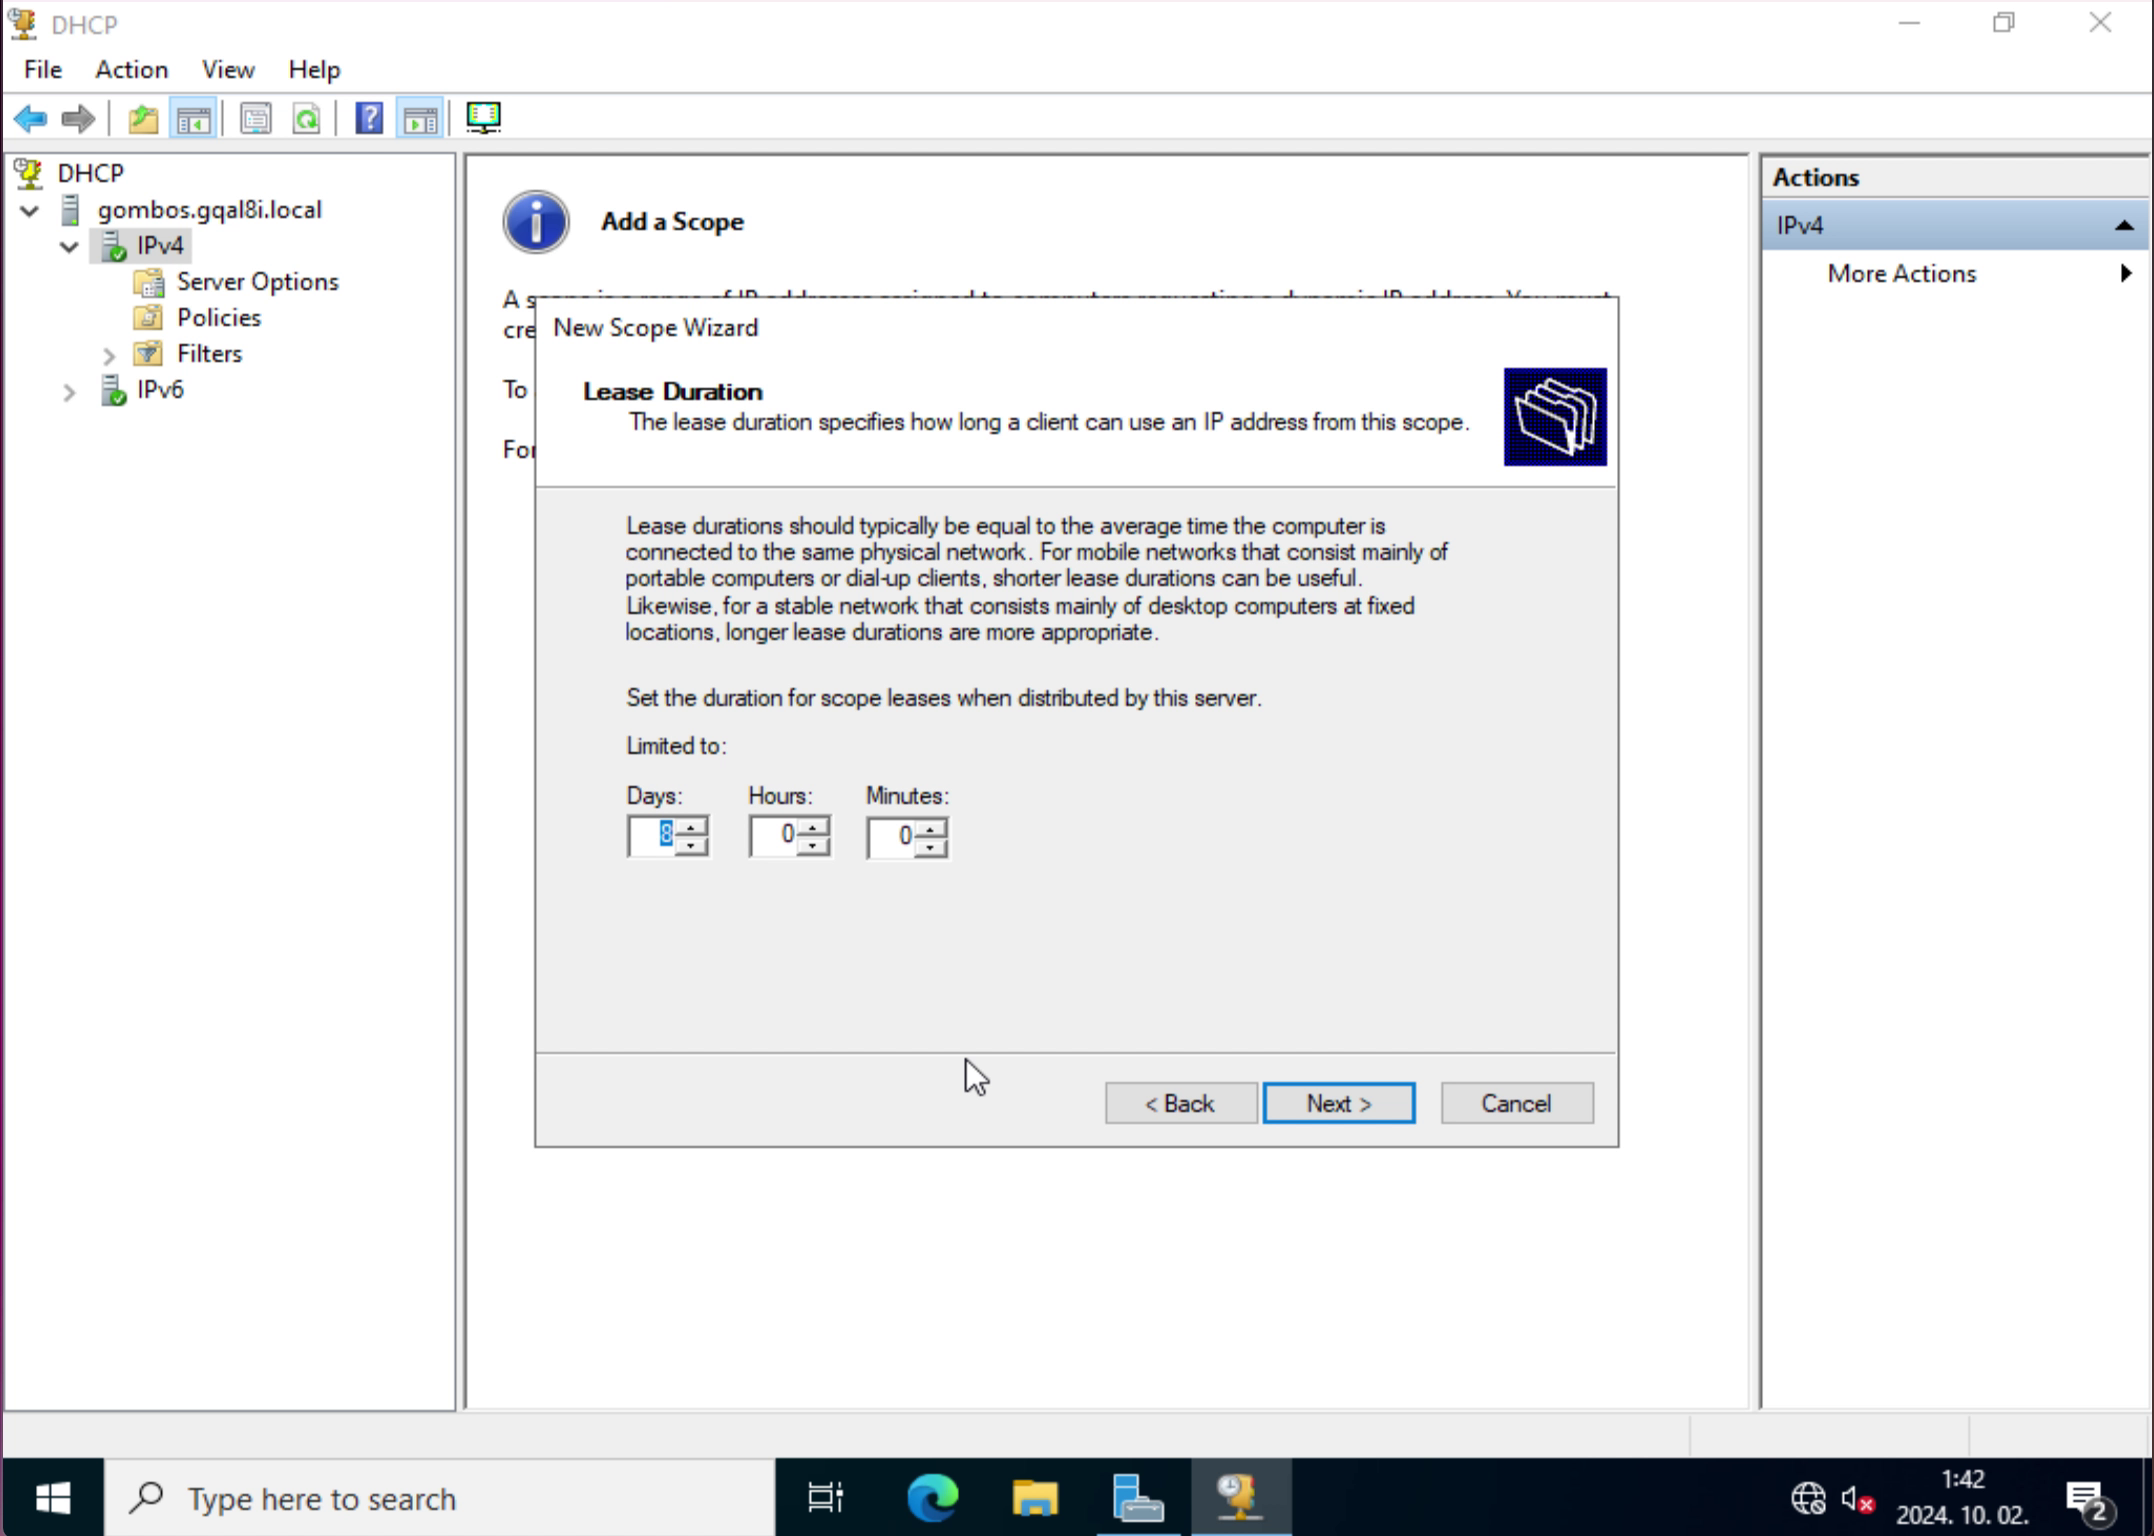 DHCP
File Action View Help
DHCP
gombos.gqal8i.local
IPv4
Server Options
Policies
Filters
IPv6
Add a Scope
A s
cre
To
For
New Scope Wizard
Lease Duration
The lease duration specifies how long a client can use an IP address from this scope.
Lease durations should typically be equal to the average time the computer is
connected to the same physical network. For mobile networks that consist mainly of
portable computers or dial-up clients, shorter lease durations can be useful.
Likewise, for a stable network that consists mainly of desktop computers at fixed
locations, longer lease durations are more appropriate.
Set the duration for scope leases when distributed by this server.
Limited to:
Days: Hours: Minutes:
8 0 0
< Back Next > Cancel
Actions
IPv4
More Actions
Type here to search
1:42
2024. 10. 02.
2